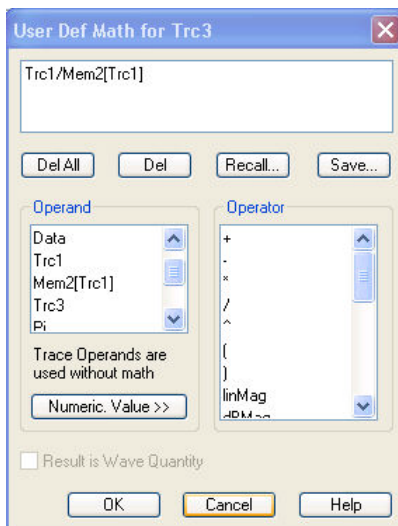 User Def Math for Trc3
Trc1/Mem2[Trc1]
Del All Del Recall... Save...
Operand
Data
Trc1
Mem2[Trc1]
Trc3
Pi
Trace Operands are
used without math
Numeric. Value >>
Operator
+
-
*
/
^
(
)
linMag
dBMag
Result is Wave Quantity
OK Cancel Help